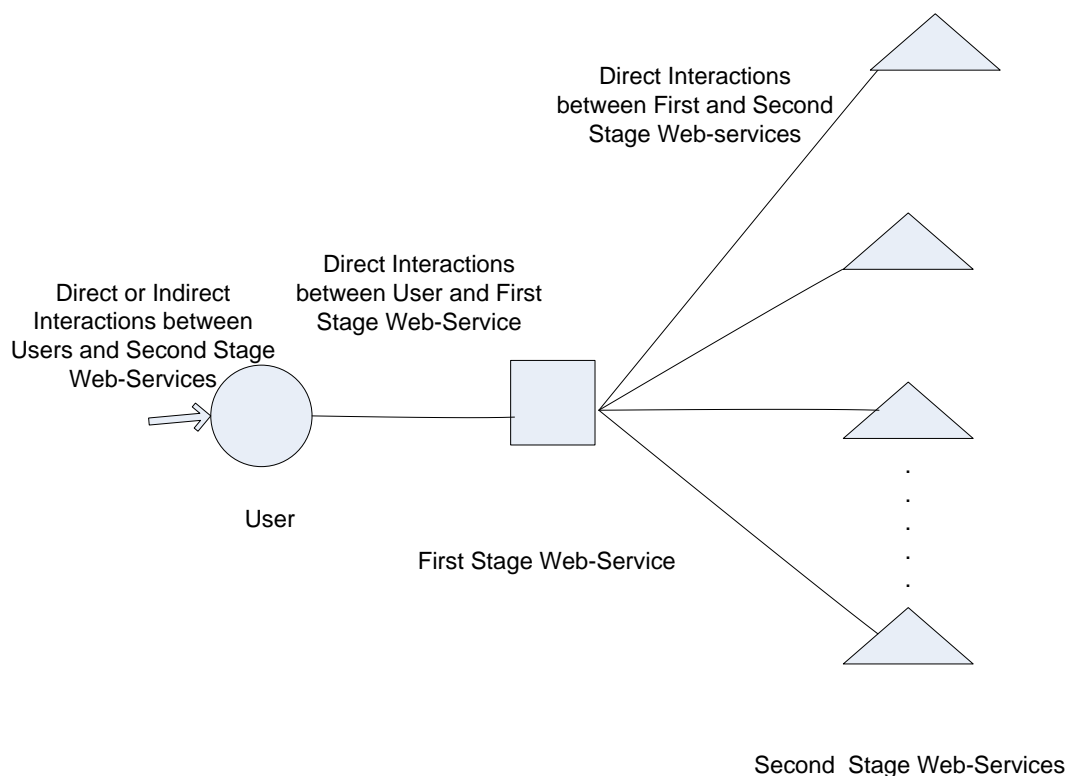 Direct Interactions
between First and Second
Stage Web-services
Direct Interactions
between User and First
Stage Web-Service
Direct or Indirect
Interactions between
Users and Second Stage
Web-Services
User
First Stage Web-Service
Second  Stage Web-Services